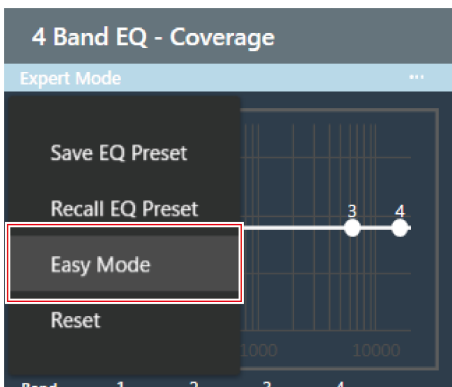 4 Band EQ - Coverage
Expert Mode ...
Save EQ Preset
Recall EQ Preset
3 4
Easy Mode
Reset
1000 10000
Band 1 2 3 4